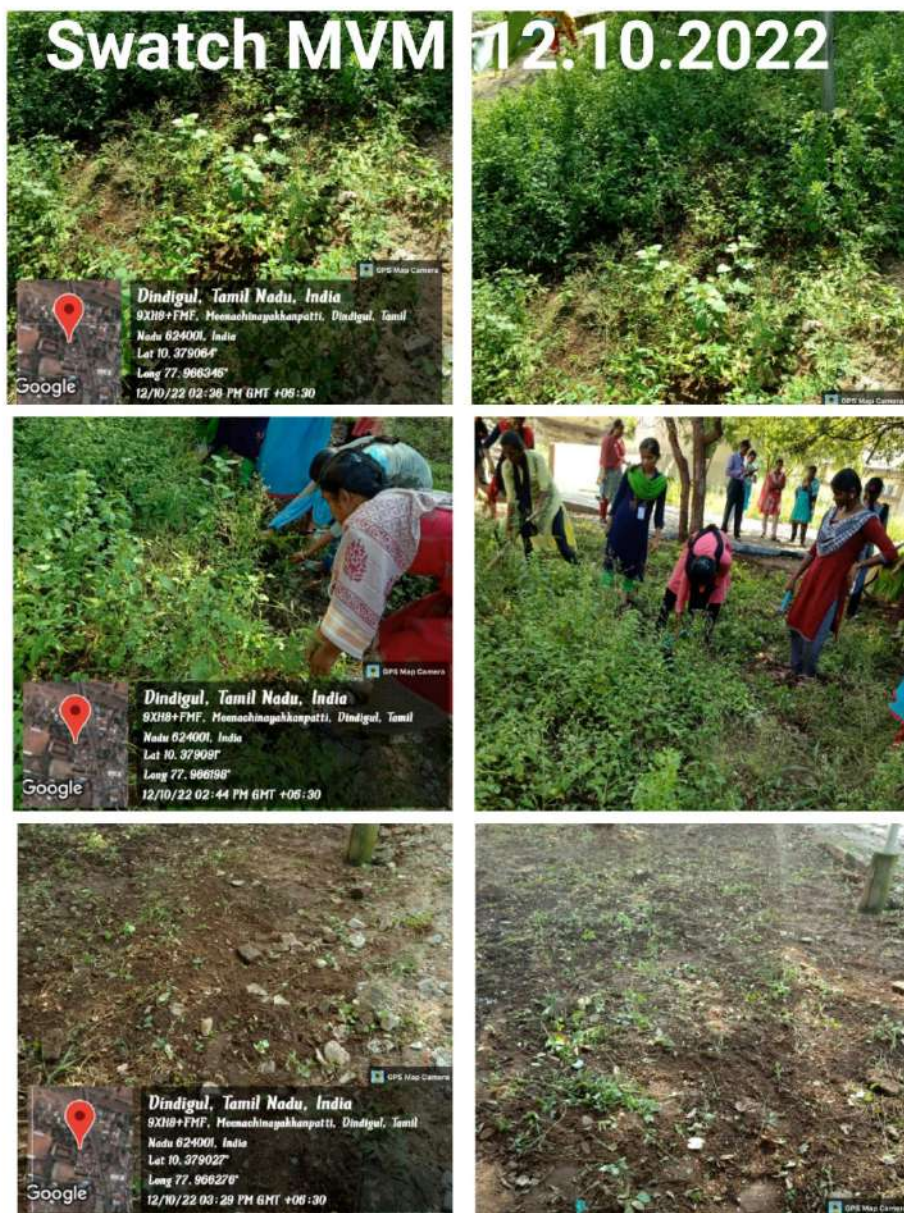 Swatch MVM 12.10.2022
GPS Map Camera
Dindigul, Tamil Nadu, India
9XH8+FMF, Meenachinayakkanpatti, Dindigul, Tamil
Nadu 624001, India
Lat 10.379064°
Long 77.966346°
12/10/22 02:36 PM GMT +05:30
Google
GPS Map Camera
GPS Map Camera
Dindigul, Tamil Nadu, India
9XH8+FMF, Meenachinayakkanpatti, Dindigul, Tamil
Nadu 624001, India
Lat 10.379091°
Long 77.966198°
12/10/22 02:44 PM GMT +05:30
Google
GPS Map Camera
Dindigul, Tamil Nadu, India
9XH8+FMF, Meenachinayakkanpatti, Dindigul, Tamil
Nadu 624001, India
Lat 10.379027°
Long 77.966276°
12/10/22 03:29 PM GMT +05:30
Google
GPS Map Camera